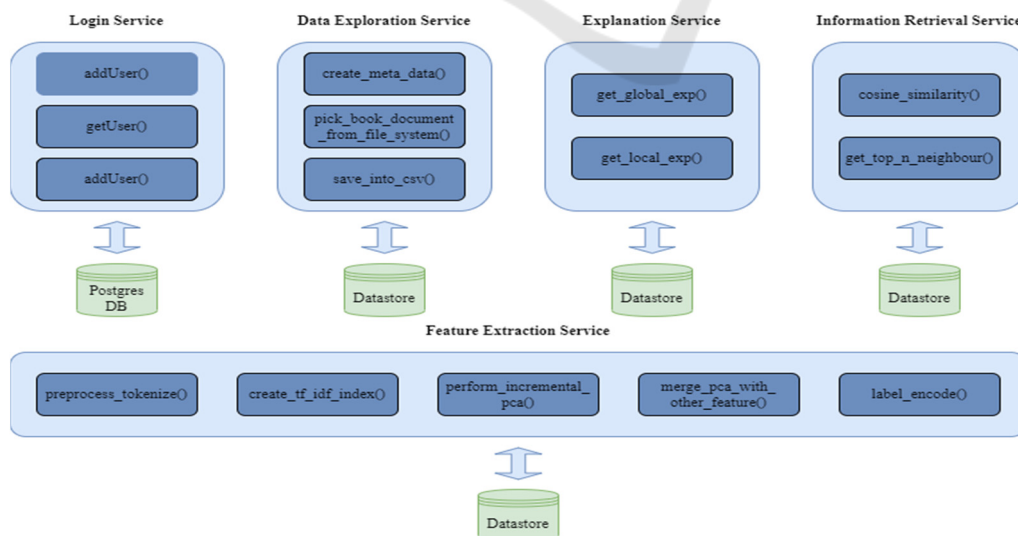 Login Service
addUser()
getUser()
addUser()
Postgres
DB
Data Exploration Service
create_meta_data()
pick_book_document
_from_file_system()
save_into_csv()
Datastore
Explanation Service
get_global_exp()
get_local_exp()
Datastore
Information Retrieval Service
cosine_similarity()
get_top_n_neighbour()
Datastore
Feature Extraction Service
preprocess_tokenize()
create_tf_idf_index()
perform_incremental_
pca()
merge_pca_with_
other_feature()
label_encode()
Datastore